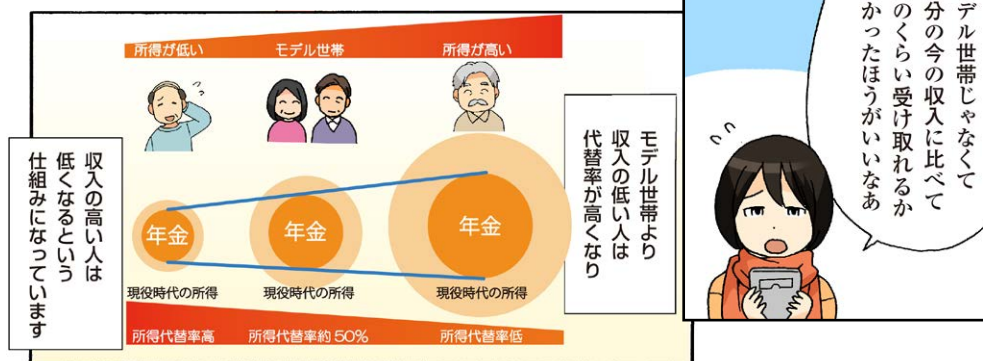 デル世帯じゃなくて
分の今の収入に比べて
のくらい受け取れるか
かったほうがいいなあ
所得が低い
モデル世帯
所得が高い
モデル世帯より
収入の低い人は
代替率が高くなり
収入の高い人は
低くなるという
仕組みになっています
年金
年金
年金
現役時代の所得
現役時代の所得
現役時代の所得
所得代替率高
所得代替率約50%
所得代替率低